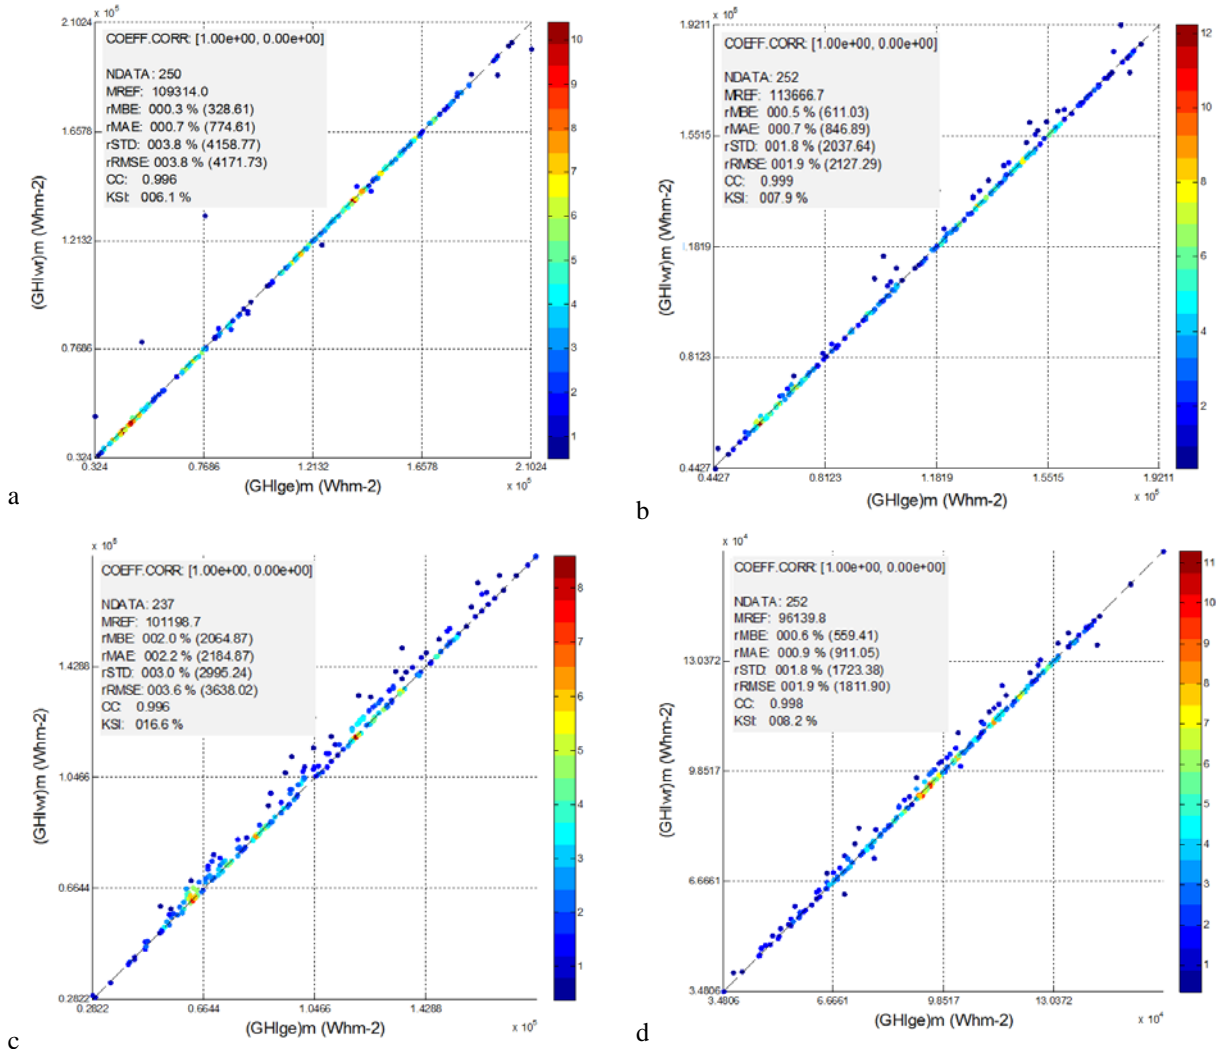 a
x 10⁵
2.1024
1.6578
1.2132
0.7686
0.324
(GHIwr)m (Whm-2)
COEFF.CORR: [1.00e+00, 0.00e+00]
NDATA: 250
MREF: 109314.0
rMBE: 000.3 % (328.61)
rMAE: 000.7 % (774.61)
rSTD: 003.8 % (4158.77)
rRMSE: 003.8 % (4171.73)
CC: 0.996
KSI: 006.1 %
0.324 0.7686 1.2132 1.6578 2.1024
(GHIge)m (Whm-2)
x 10⁵
10
9
8
7
6
5
4
3
2
1
b
x 10⁵
1.9211
1.5515
1.1819
0.8123
0.4427
(GHIwr)m (Whm-2)
COEFF.CORR: [1.00e+00, 0.00e+00]
NDATA: 252
MREF: 113666.7
rMBE: 000.5 % (611.03)
rMAE: 000.7 % (846.89)
rSTD: 001.8 % (2037.64)
rRMSE: 001.9 % (2127.29)
CC: 0.999
KSI: 007.9 %
0.4427 0.8123 1.1819 1.5515 1.9211
(GHIge)m (Whm-2)
x 10⁵
12
10
8
6
4
2
c
x 10⁵
1.4288
1.0466
0.6644
0.2822
(GHIwr)m (Whm-2)
COEFF.CORR: [1.00e+00, 0.00e+00]
NDATA: 237
MREF: 101198.7
rMBE: 002.0 % (2064.87)
rMAE: 002.2 % (2184.87)
rSTD: 003.0 % (2995.24)
rRMSE: 003.6 % (3638.02)
CC: 0.996
KSI: 016.6 %
0.2822 0.6644 1.0466 1.4288
(GHIge)m (Whm-2)
x 10⁵
8
7
6
5
4
3
2
1
d
x 10⁴
13.0372
9.8517
6.6661
3.4806
(GHIwr)m (Whm-2)
COEFF.CORR: [1.00e+00, 0.00e+00]
NDATA: 252
MREF: 96139.8
rMBE: 000.6 % (559.41)
rMAE: 000.9 % (911.05)
rSTD: 001.8 % (1723.38)
rRMSE: 001.9 % (1811.90)
CC: 0.998
KSI: 008.2 %
3.4806 6.6661 9.8517 13.0372
(GHIge)m (Whm-2)
x 10⁴
11
10
9
8
7
6
5
4
3
2
1